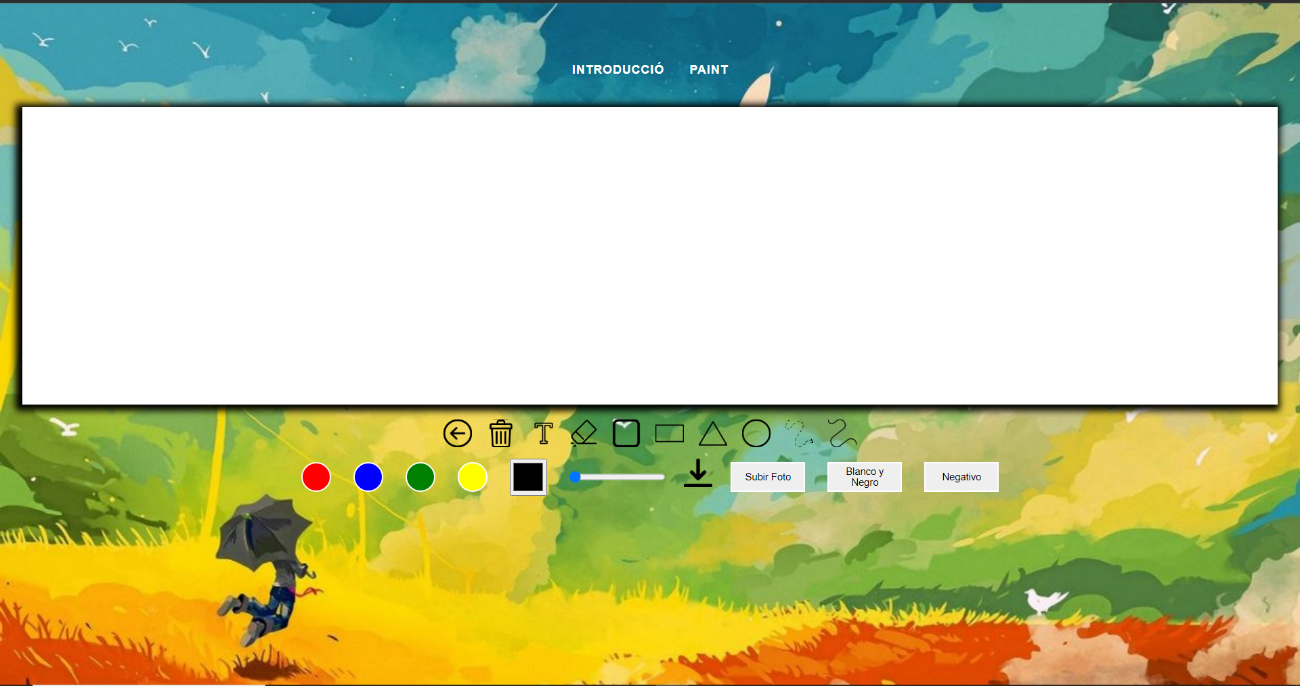 INTRODUCCIÓ PAINT
T
Subir Foto
Blanco y
Negro
Negativo